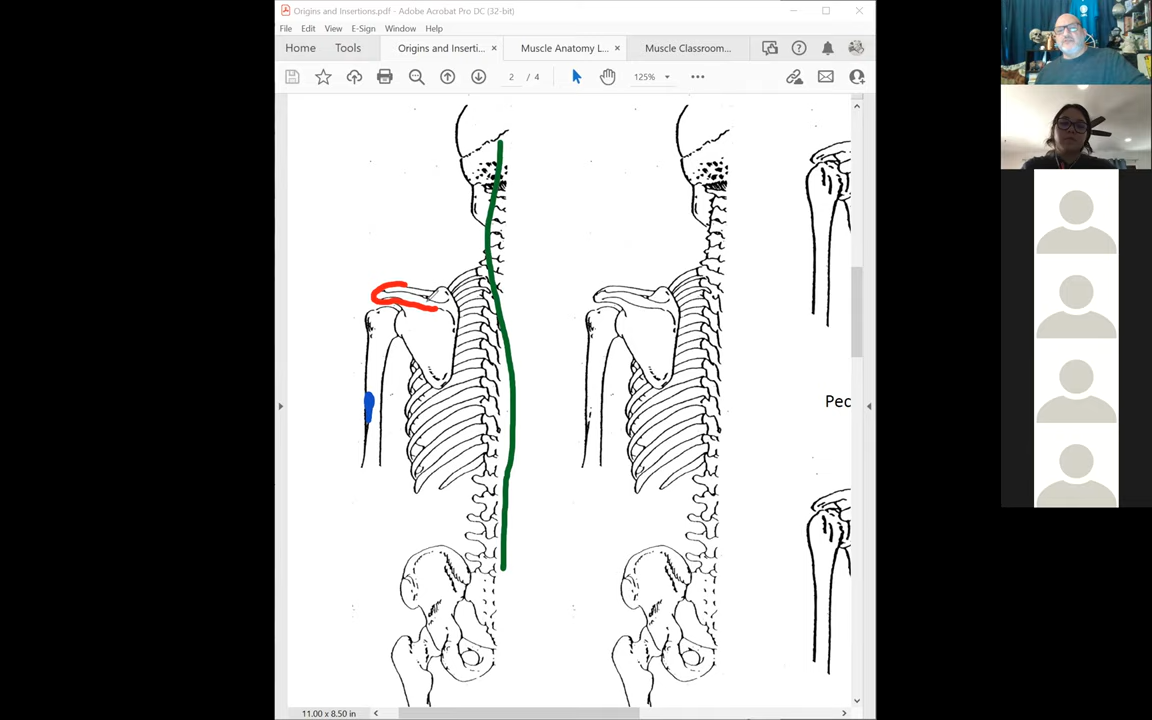 Origins and Insertions.pdf - Adobe Acrobat Pro DC (32-bit)
File Edit View E-Sign Window Help
Home Tools Origins and Inserti... × Muscle Anatomy L... × Muscle Classroom...
2 / 4 125%
Pec
11.00 x 8.50 in